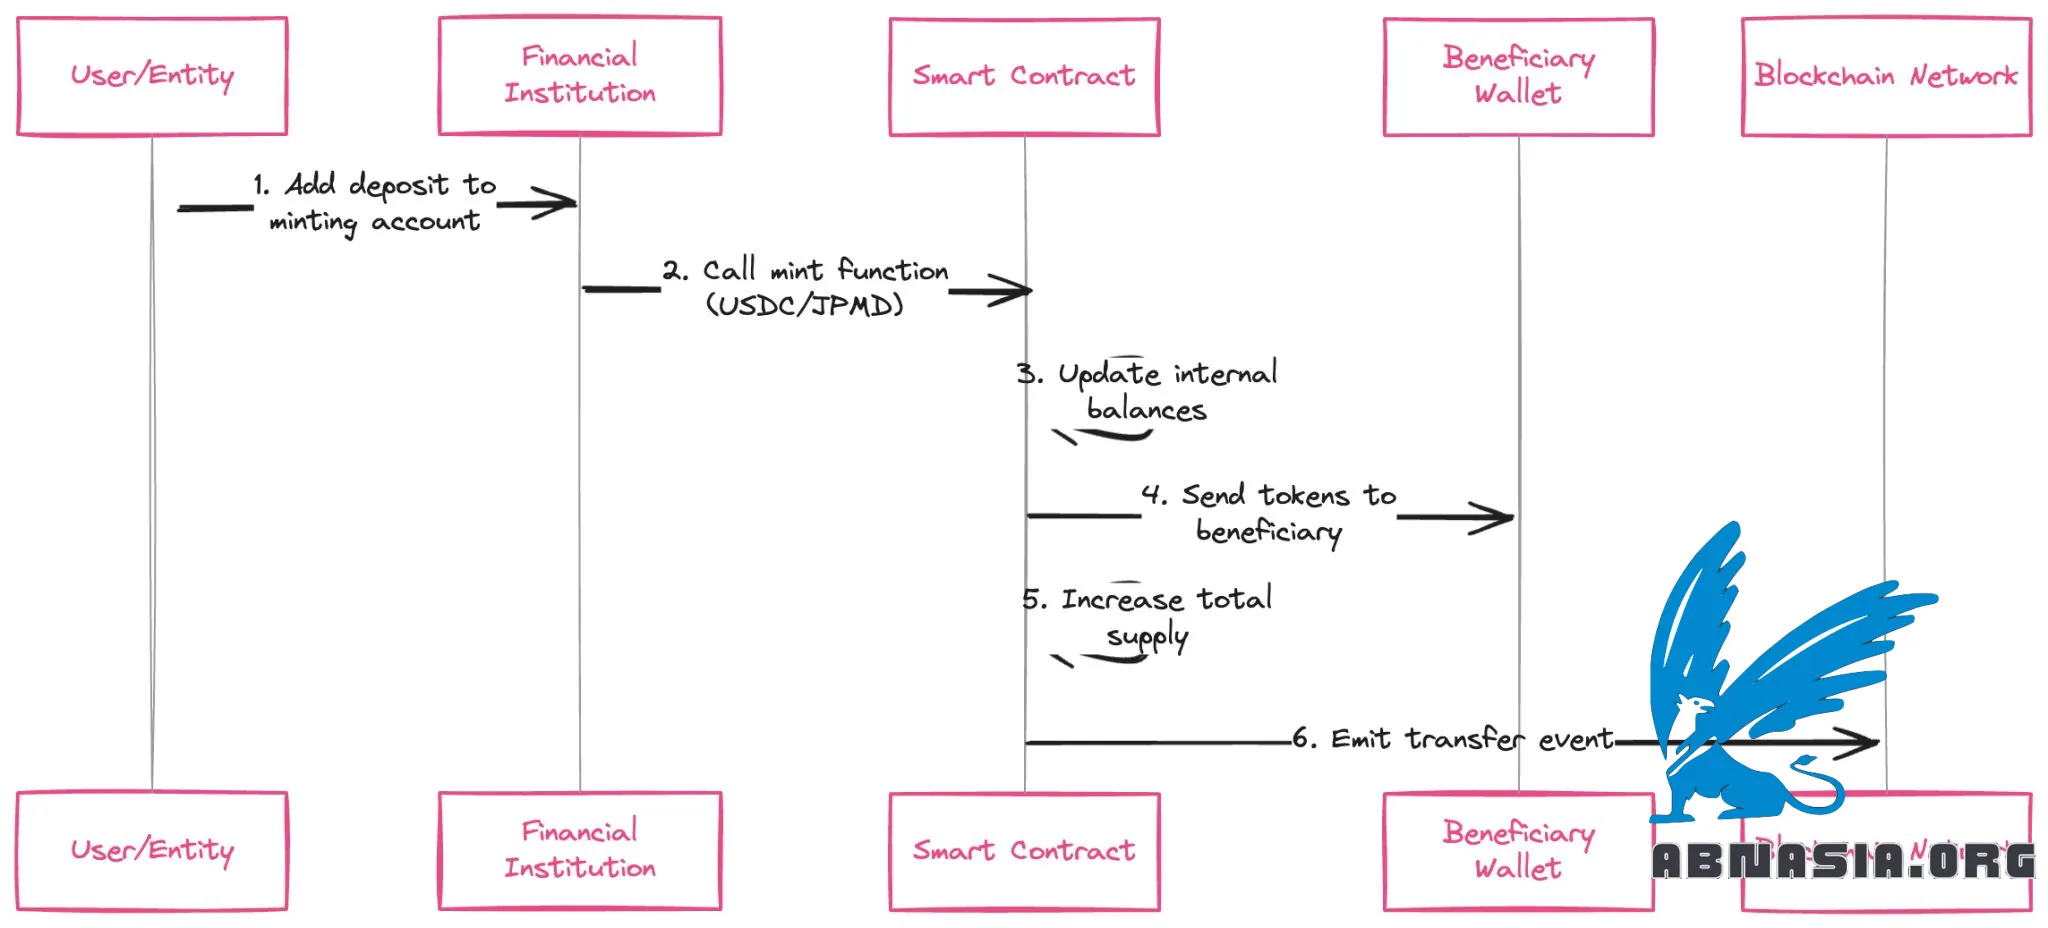 User/Entity
Financial
Institution
Smart Contract
Beneficiary
Wallet
Blockchain Network
1. Add deposit to
minting account
2. Call mint function
(USDC/JPMD)
3. Update internal
balances
4. Send tokens to
beneficiary
5. Increase total
supply
6. Emit transfer event
User/Entity
Financial
Institution
Smart Contract
Beneficiary
Wallet
ABNASIA.ORG